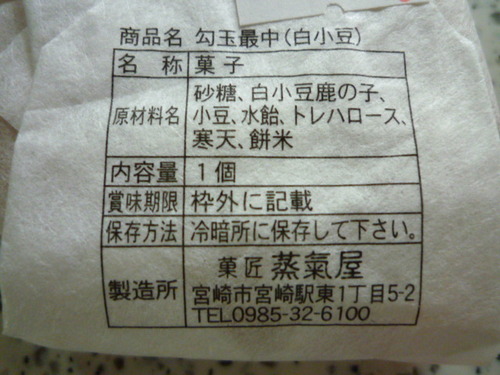 商品名 勾玉最中(白小豆)
名 称 菓子
原材料名 砂糖、白小豆鹿の子、
小豆、水飴、トレハロース、
寒天、餅米
内容量 1個
賞味期限 枠外に記載
保存方法 冷暗所に保存して下さい。
製造所 菓匠 蒸氣屋
宮崎市宮崎駅東1丁目5-2
TEL0985-32-6100